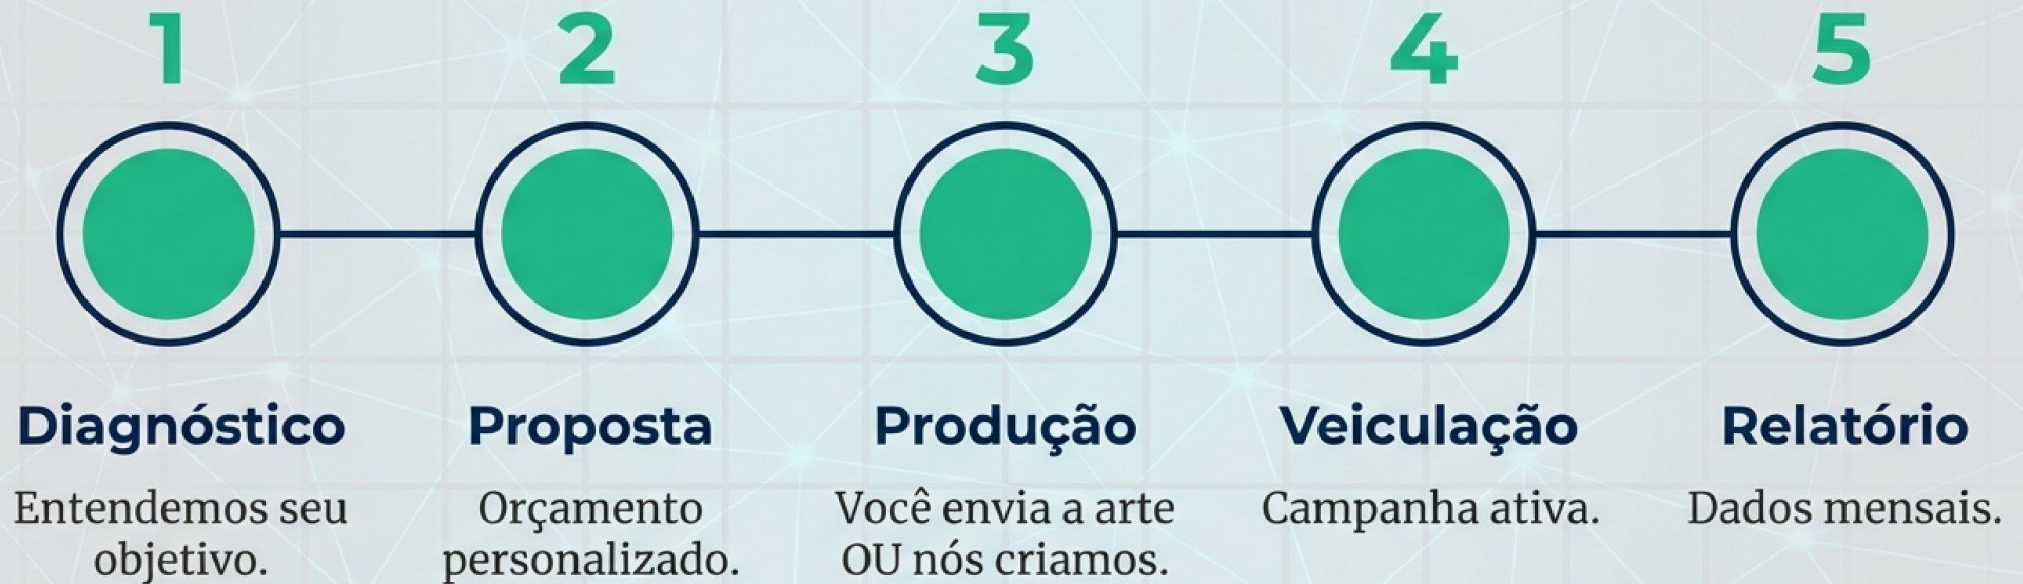 1
2
3
4
5
Diagnóstico
Entendemos seu
objetivo.
Proposta
Orçamento
personalizado.
Produção
Você envia a arte
OU nós criamos.
Veiculação
Campanha ativa.
Relatório
Dados mensais.